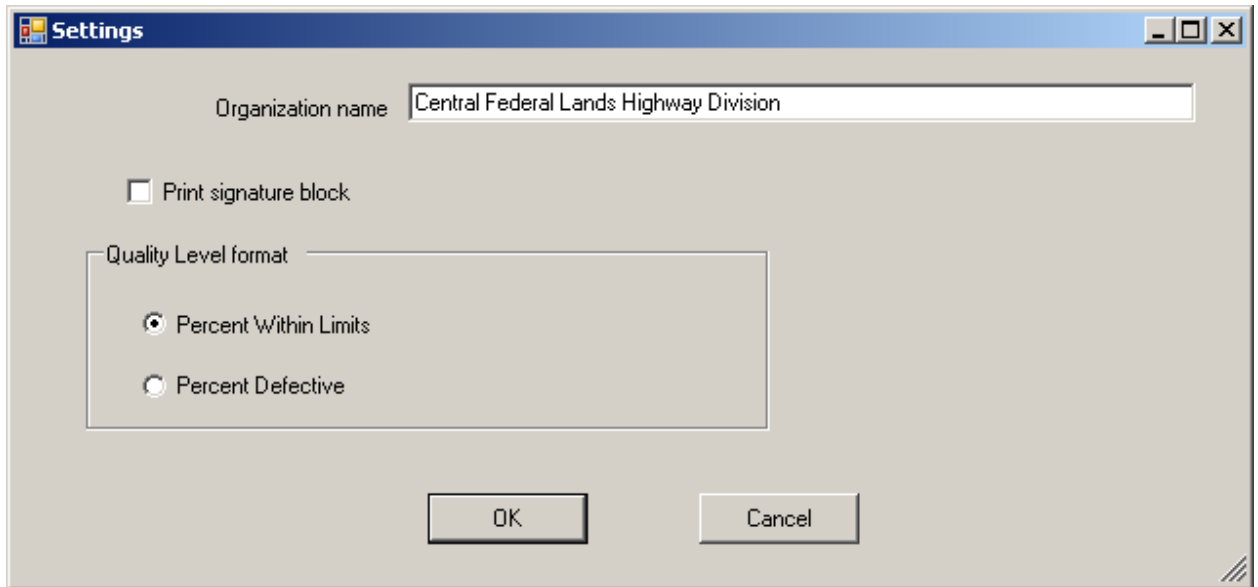 Settings
Organization name Central Federal Lands Highway Division
Print signature block
Quality Level format
Percent Within Limits
Percent Defective
OK Cancel